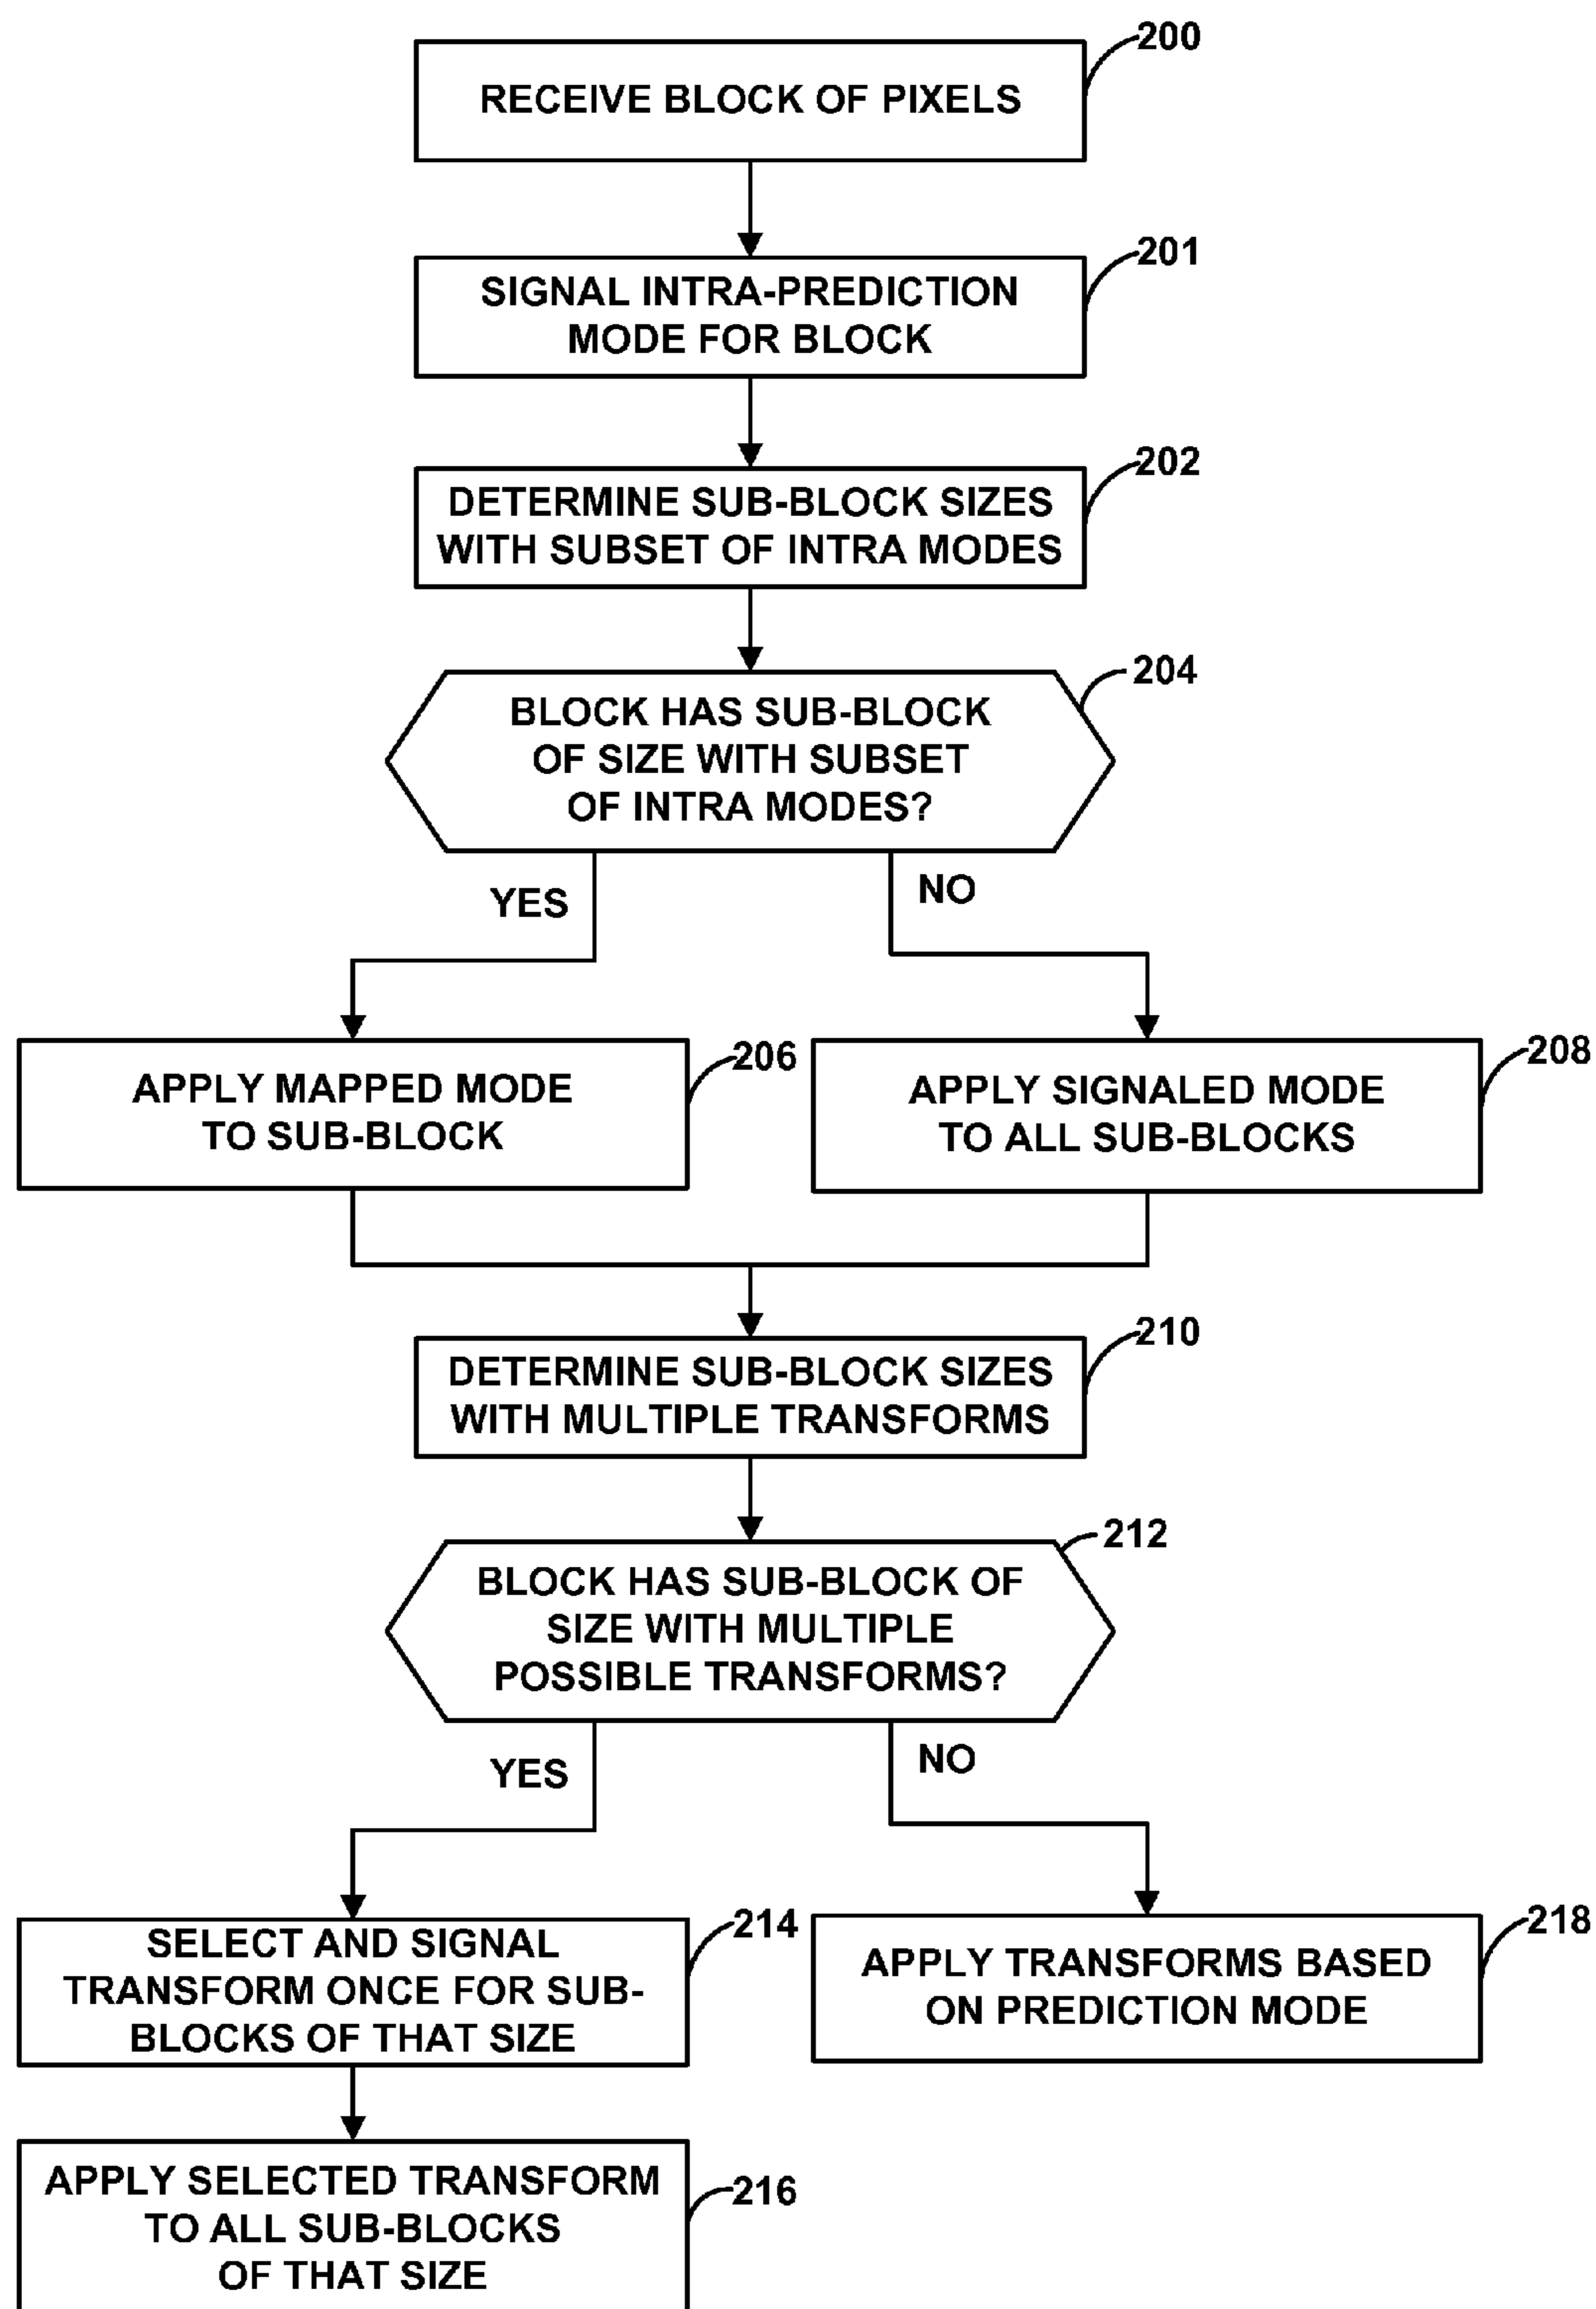 200
RECEIVE BLOCK OF PIXELS
201
SIGNAL INTRA-PREDICTION
MODE FOR BLOCK
202
DETERMINE SUB-BLOCK SIZES
WITH SUBSET OF INTRA MODES
204
BLOCK HAS SUB-BLOCK
OF SIZE WITH SUBSET
OF INTRA MODES?
YES
NO
206
APPLY MAPPED MODE
TO SUB-BLOCK
208
APPLY SIGNALED MODE
TO ALL SUB-BLOCKS
210
DETERMINE SUB-BLOCK SIZES
WITH MULTIPLE TRANSFORMS
212
BLOCK HAS SUB-BLOCK OF
SIZE WITH MULTIPLE
POSSIBLE TRANSFORMS?
YES
NO
214
SELECT AND SIGNAL
TRANSFORM ONCE FOR SUB-
BLOCKS OF THAT SIZE
218
APPLY TRANSFORMS BASED
ON PREDICTION MODE
216
APPLY SELECTED TRANSFORM
TO ALL SUB-BLOCKS
OF THAT SIZE